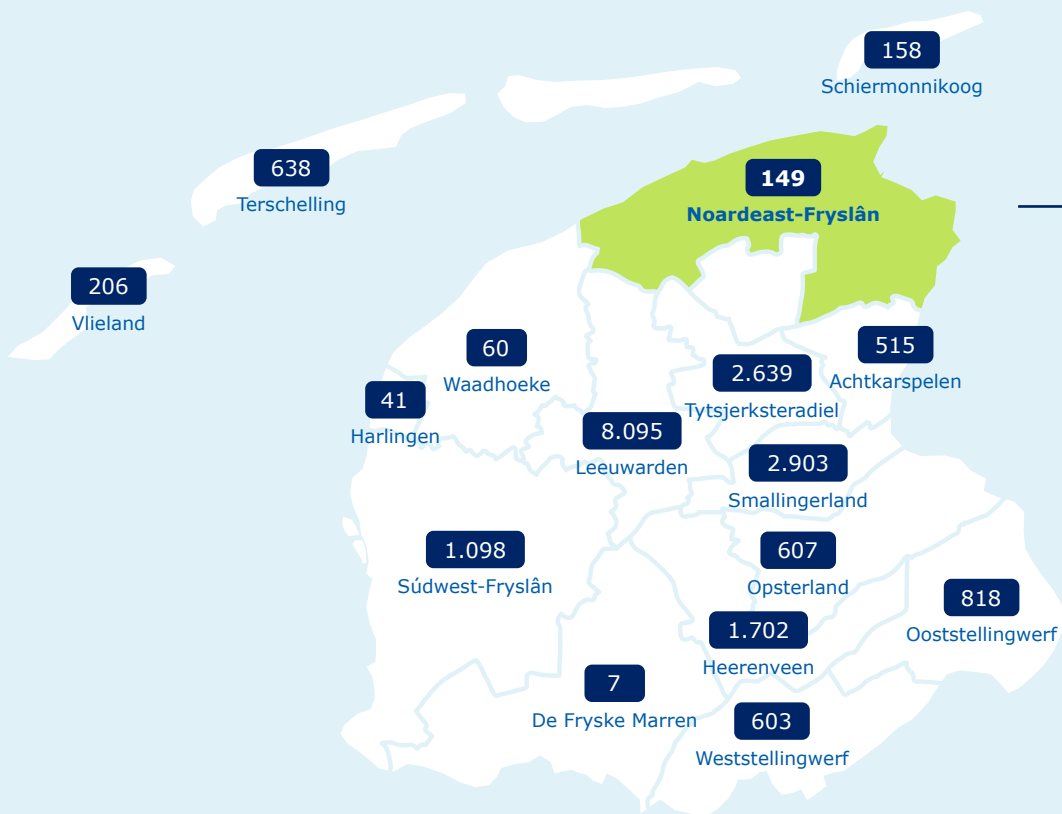 158
Schiermonnikoog
638
Terschelling
149
Noardeast-Fryslân
206
Vlieland
60
Waadhoeke
515
Achtkarspelen
2.639
Tytsjerksteradiel
41
Harlingen
8.095
Leeuwarden
2.903
Smallingerland
1.098
Súdwest-Fryslân
607
Opsterland
818
Ooststellingwerf
1.702
Heerenveen
7
De Fryske Marren
603
Weststellingwerf